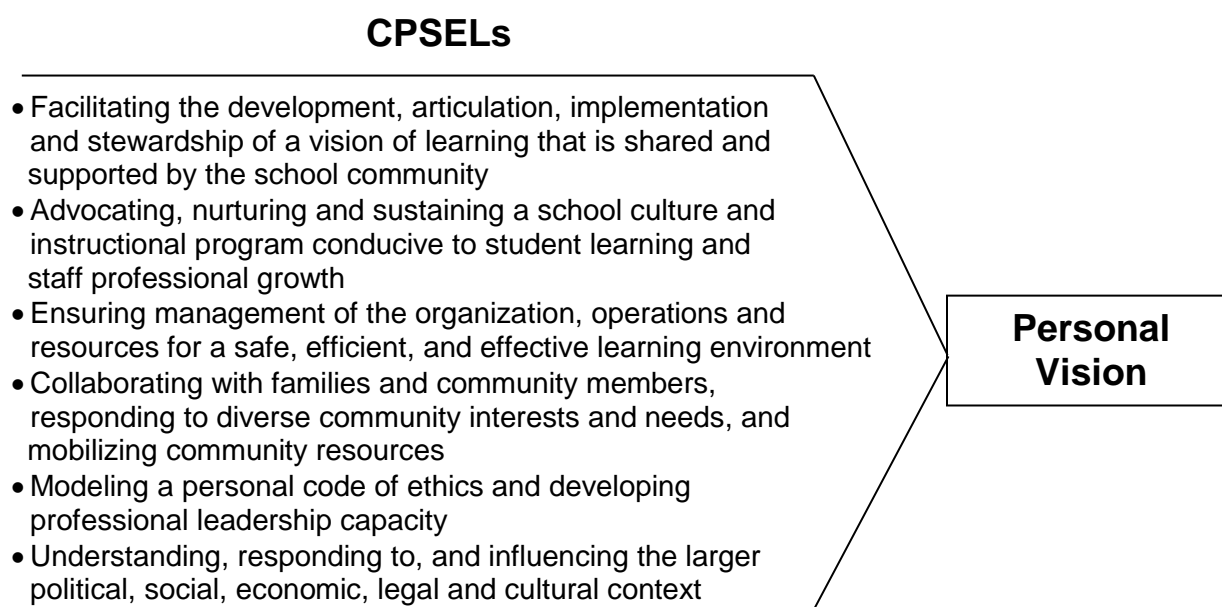 CPSELs
• Facilitating the development, articulation, implementation
and stewardship of a vision of learning that is shared and
supported by the school community
• Advocating, nurturing and sustaining a school culture and
instructional program conducive to student learning and
staff professional growth
• Ensuring management of the organization, operations and
resources for a safe, efficient, and effective learning environment
• Collaborating with families and community members,
responding to diverse community interests and needs, and
mobilizing community resources
• Modeling a personal code of ethics and developing
professional leadership capacity
• Understanding, responding to, and influencing the larger
political, social, economic, legal and cultural context
Personal
Vision